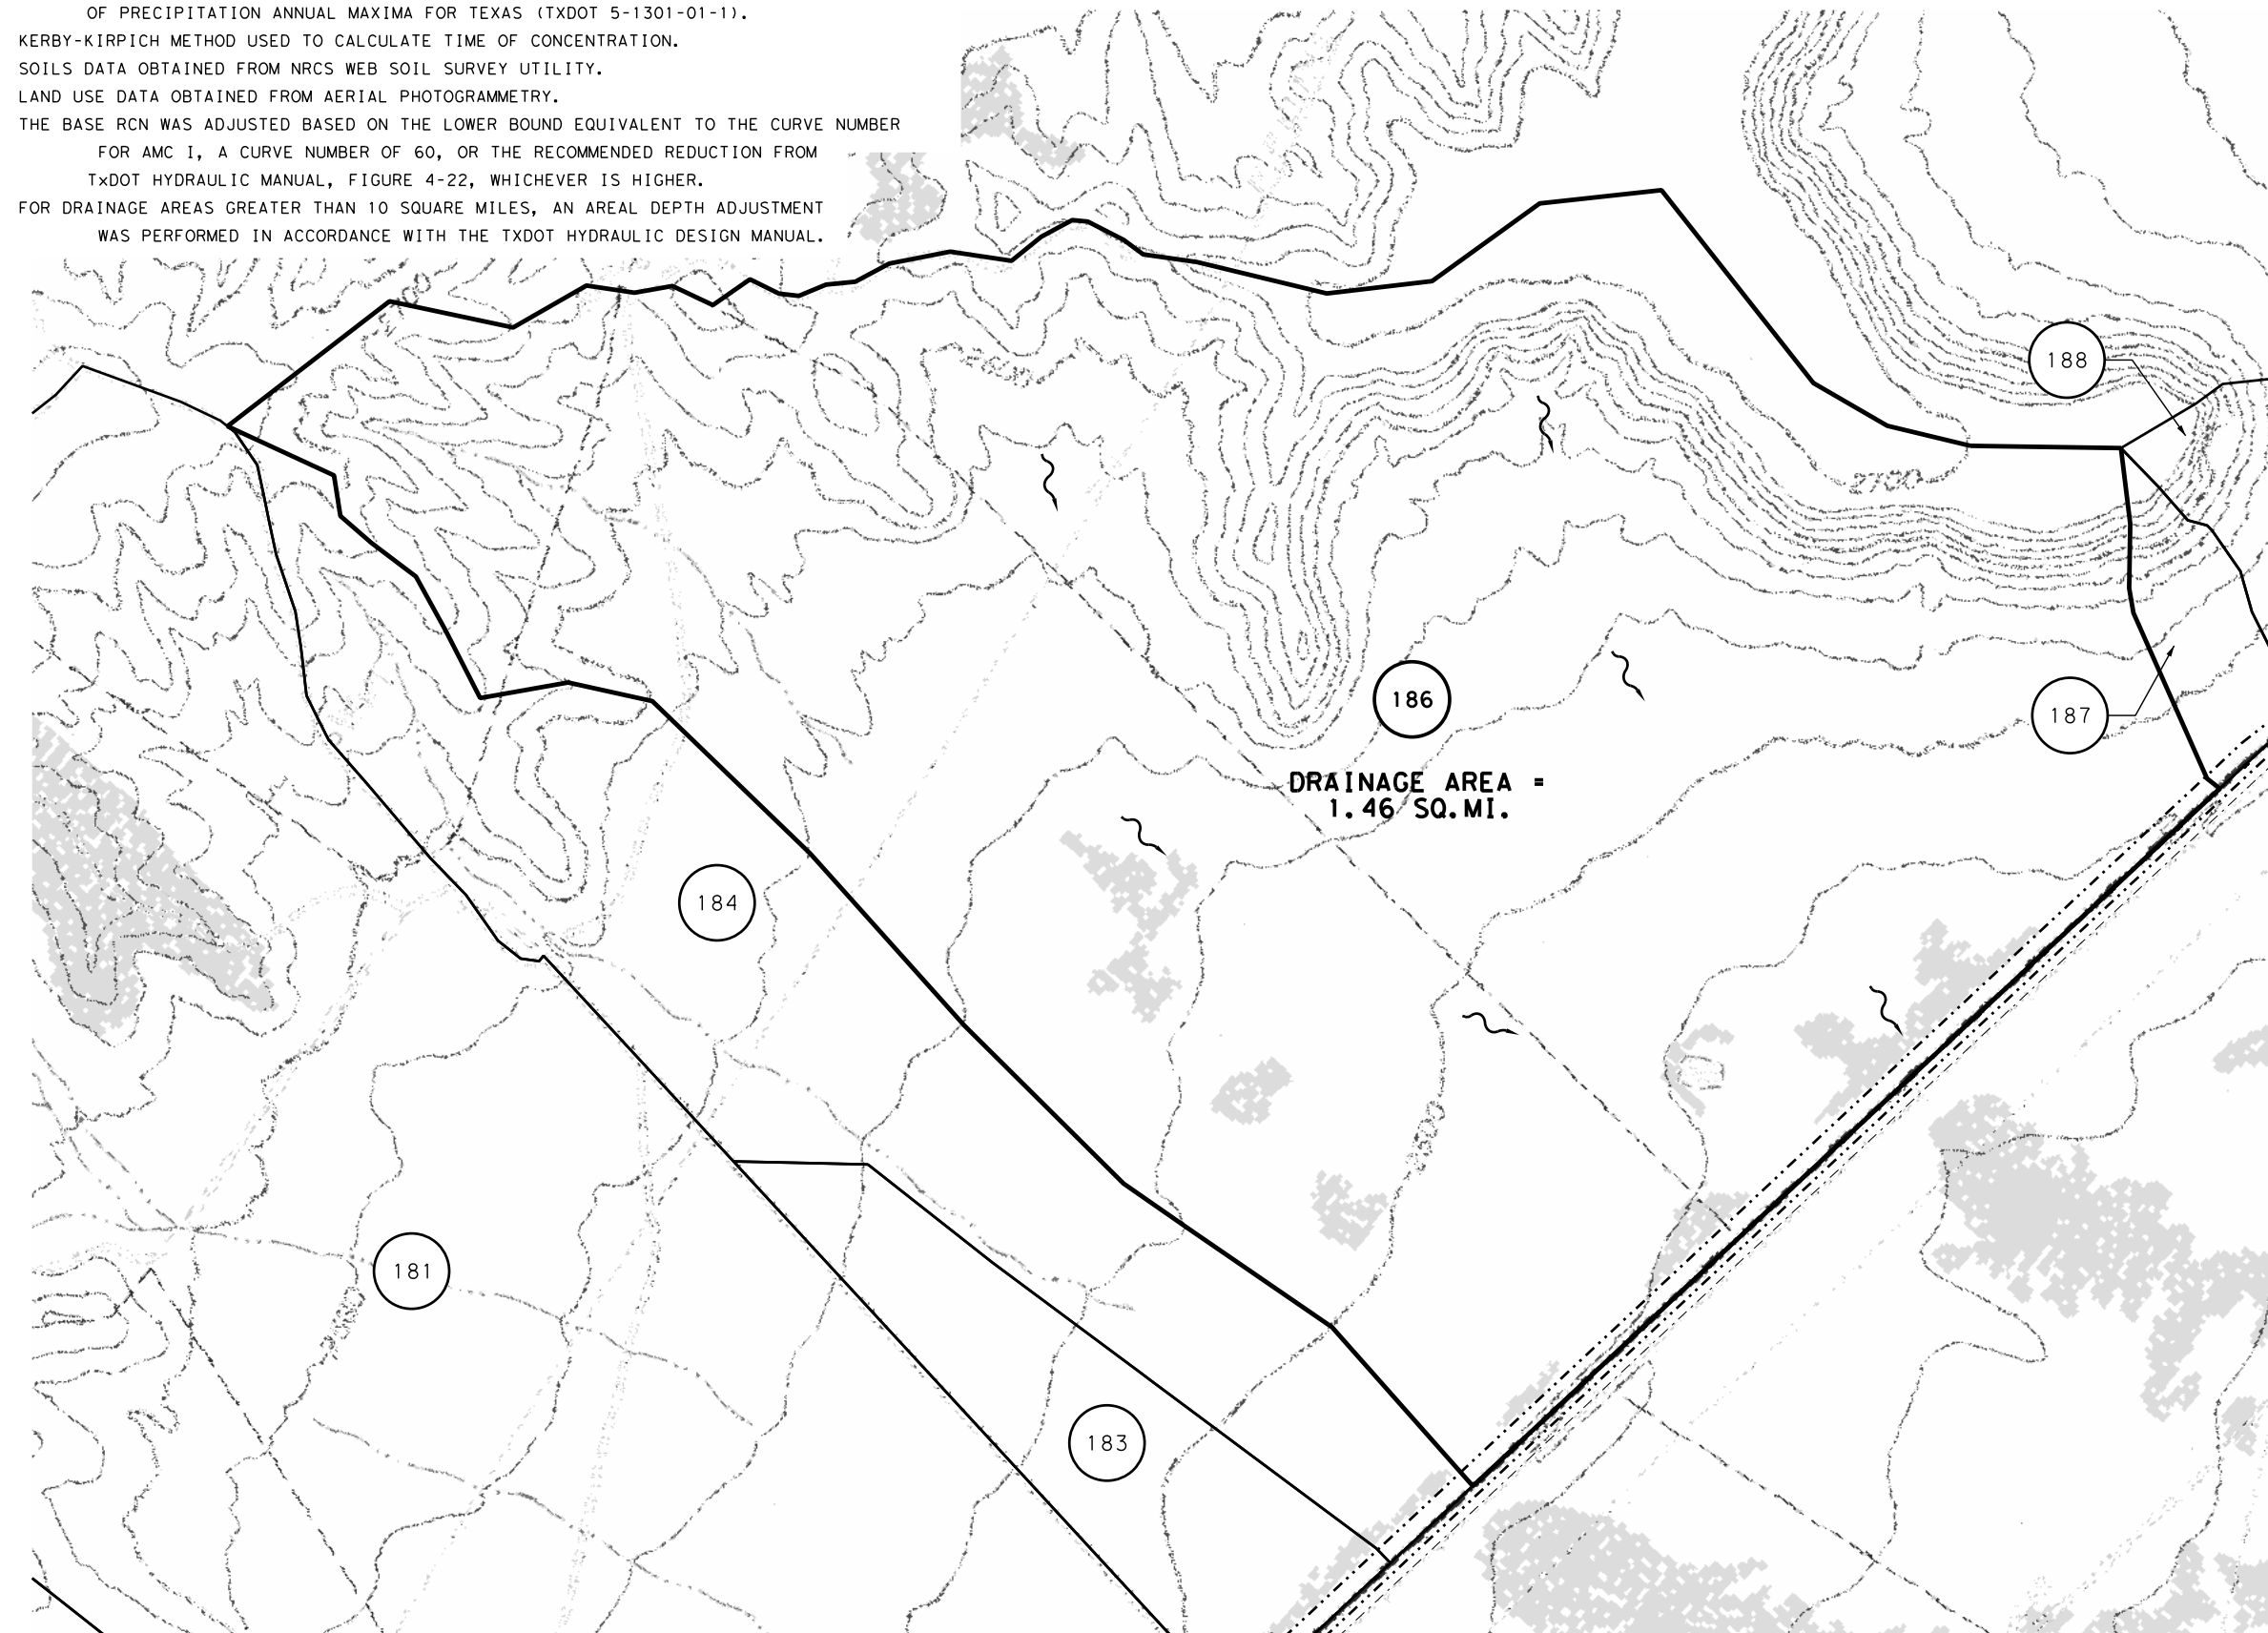 OF PRECIPITATION ANNUAL MAXIMA FOR TEXAS (TXDOT 5-1301-01-1).
KERBY-KIRPICH METHOD USED TO CALCULATE TIME OF CONCENTRATION.
SOILS DATA OBTAINED FROM NRCS WEB SOIL SURVEY UTILITY.
LAND USE DATA OBTAINED FROM AERIAL PHOTOGRAMMETRY.
THE BASE RCN WAS ADJUSTED BASED ON THE LOWER BOUND EQUIVALENT TO THE CURVE NUMBER
FOR AMC I, A CURVE NUMBER OF 60, OR THE RECOMMENDED REDUCTION FROM
TxDOT HYDRAULIC MANUAL, FIGURE 4-22, WHICHEVER IS HIGHER.
FOR DRAINAGE AREAS GREATER THAN 10 SQUARE MILES, AN AREAL DEPTH ADJUSTMENT
WAS PERFORMED IN ACCORDANCE WITH THE TXDOT HYDRAULIC DESIGN MANUAL.
188
2700
186
187
DRAINAGE AREA =
1.46 SQ.MI.
184
181
183